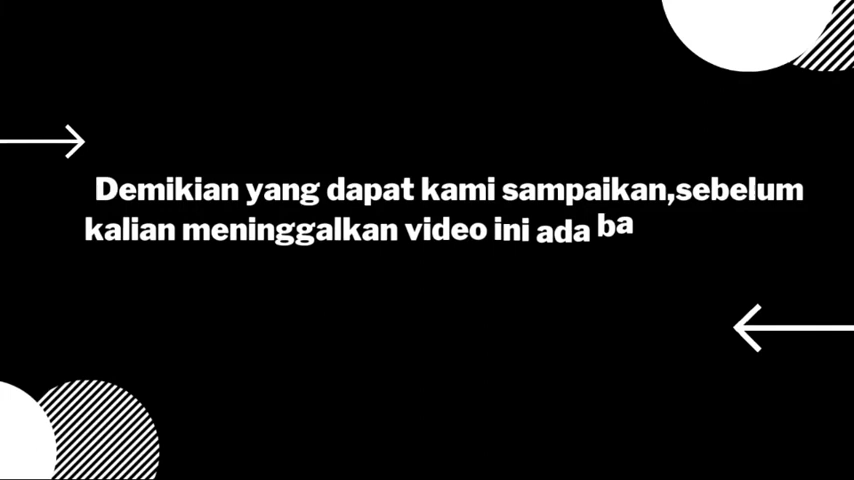 Demikian yang dapat kami sampaikan,sebelum
kalian meninggalkan video ini ada ba